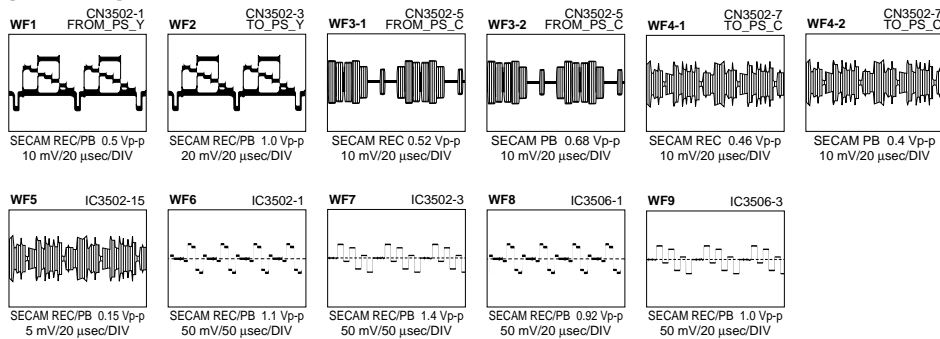 WF1 CN3502-1
FROM_PS_Y
SECAM REC/PB 0.5 Vp-p
10 mV/20 μsec/DIV
WF2 CN3502-3
TO_PS_Y
SECAM REC/PB 1.0 Vp-p
20 mV/20 μsec/DIV
WF3-1 CN3502-5
FROM_PS_C
SECAM REC 0.52 Vp-p
10 mV/20 μsec/DIV
WF3-2 CN3502-5
FROM_PS_C
SECAM PB 0.68 Vp-p
10 mV/20 μsec/DIV
WF4-1 CN3502-7
TO_PS_C
SECAM REC 0.46 Vp-p
10 mV/20 μsec/DIV
WF4-2 CN3502-7
TO_PS_C
SECAM PB 0.4 Vp-p
10 mV/20 μsec/DIV
WF5 IC3502-15
SECAM REC/PB 0.15 Vp-p
5 mV/20 μsec/DIV
WF6 IC3502-1
SECAM REC/PB 1.1 Vp-p
50 mV/50 μsec/DIV
WF7 IC3502-3
SECAM REC/PB 1.4 Vp-p
50 mV/50 μsec/DIV
WF8 IC3506-1
SECAM REC/PB 0.92 Vp-p
50 mV/20 μsec/DIV
WF9 IC3506-3
SECAM REC/PB 1.0 Vp-p
50 mV/20 μsec/DIV